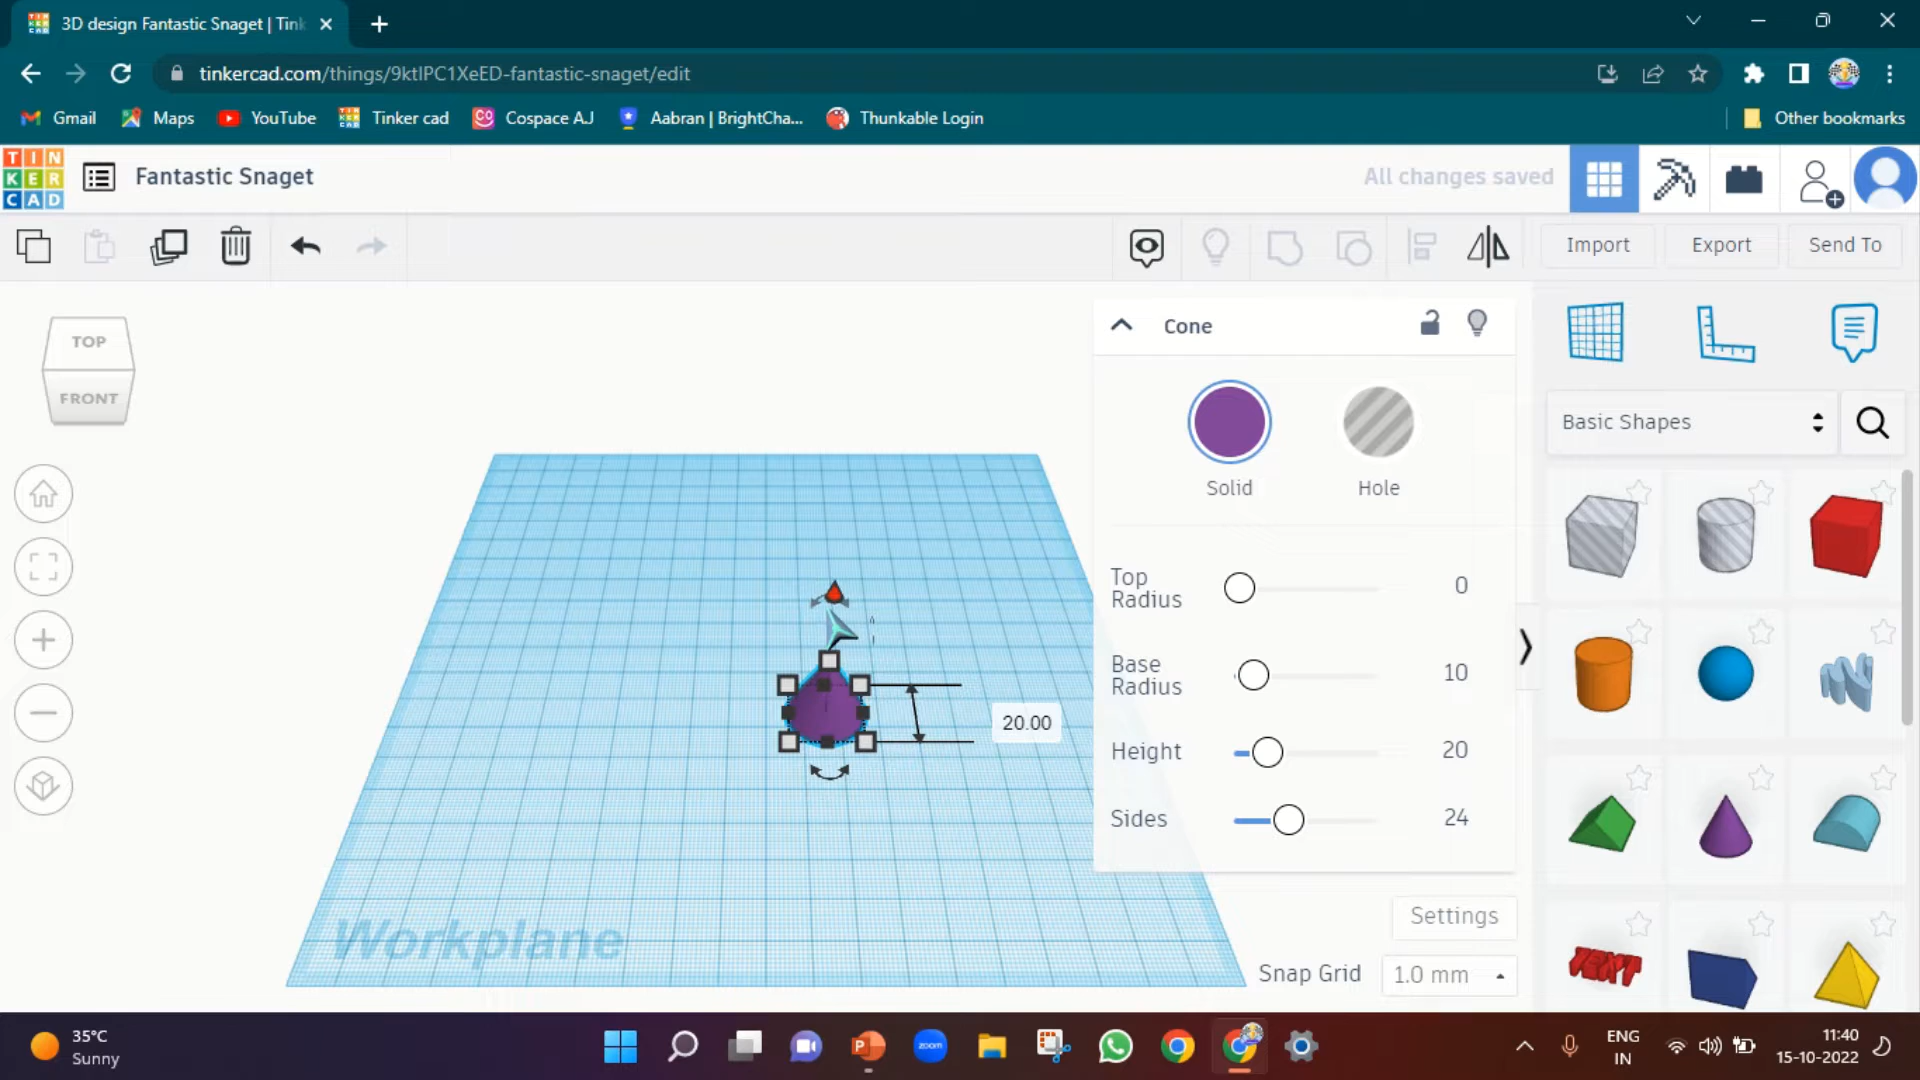 3D design Fantastic Snaget | Tink
tinkercad.com/things/9ktIPC1XeED-fantastic-snaget/edit
Gmail Maps YouTube Tinker cad Cospace AJ Aabran | BrightCha... Thunkable Login Other bookmarks
TIN
KER
CAD
Fantastic Snaget
All changes saved
Import Export Send To
TOP
FRONT
Cone
Solid Hole
Top
Radius
0
Base
Radius
10
Height 20
Sides 24
20.00
Basic Shapes
TEXT
Workplane
Settings
Snap Grid 1.0 mm
35°C
Sunny
zoom
ENG
IN
11:40
15-10-2022